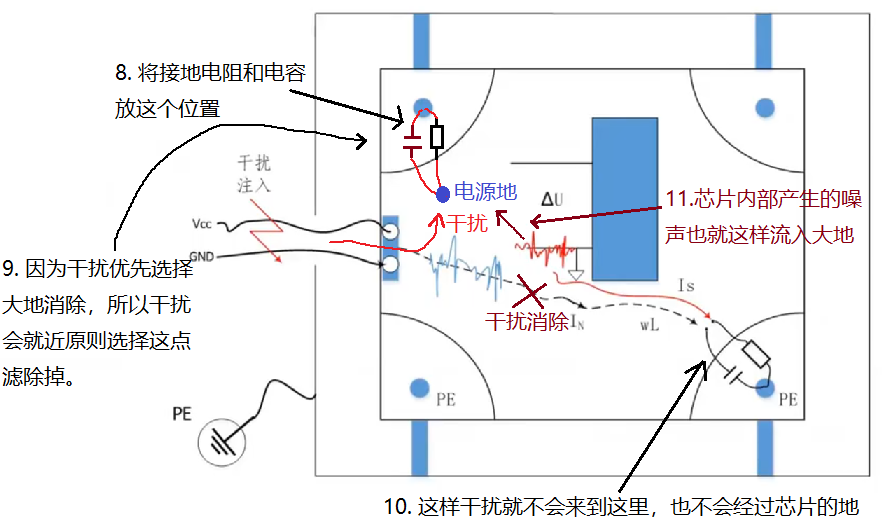 8. 将接地电阻和电容
放这个位置
干扰
注入
Vcc
GND
电源地
干扰
ΔU
11.芯片内部产生的噪
声也就这样流入大地
9. 因为干扰优先选择
大地消除，所以干扰
会就近原则选择这点
滤除掉。
干扰消除
IN
Is
wL
PE
PE
PE
10. 这样干扰就不会来到这里，也不会经过芯片的地